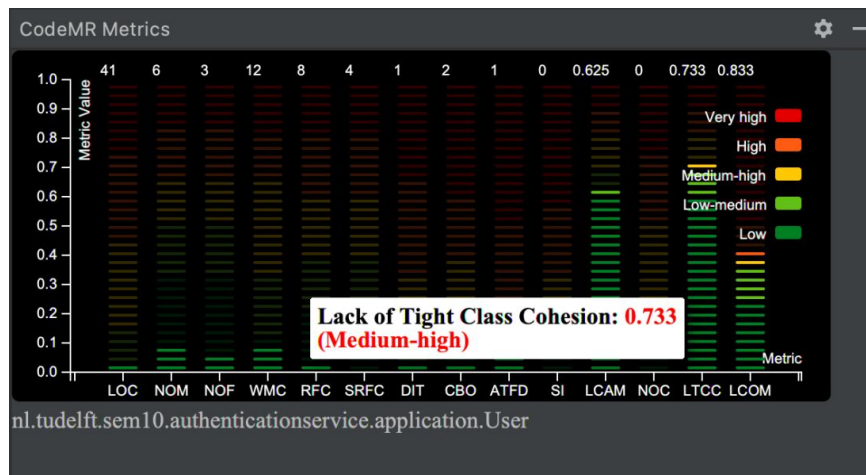 CodeMR Metrics
41 6 3 12 8 4 1 2 1 0 0.625 0 0.733 0.833
1.0
0.9
0.8
0.7
0.6
0.5
0.4
0.3
0.2
0.1
0.0
Metric Value
Very high
High
Medium-high
Low-medium
Low
Lack of Tight Class Cohesion: 0.733
(Medium-high)
Metric
LOC NOM NOF WMC RFC SRFC DIT CBO ATFD SI LCAM NOC LTCC LCOM
nl.tudelft.sem10.authenticationservice.application.User